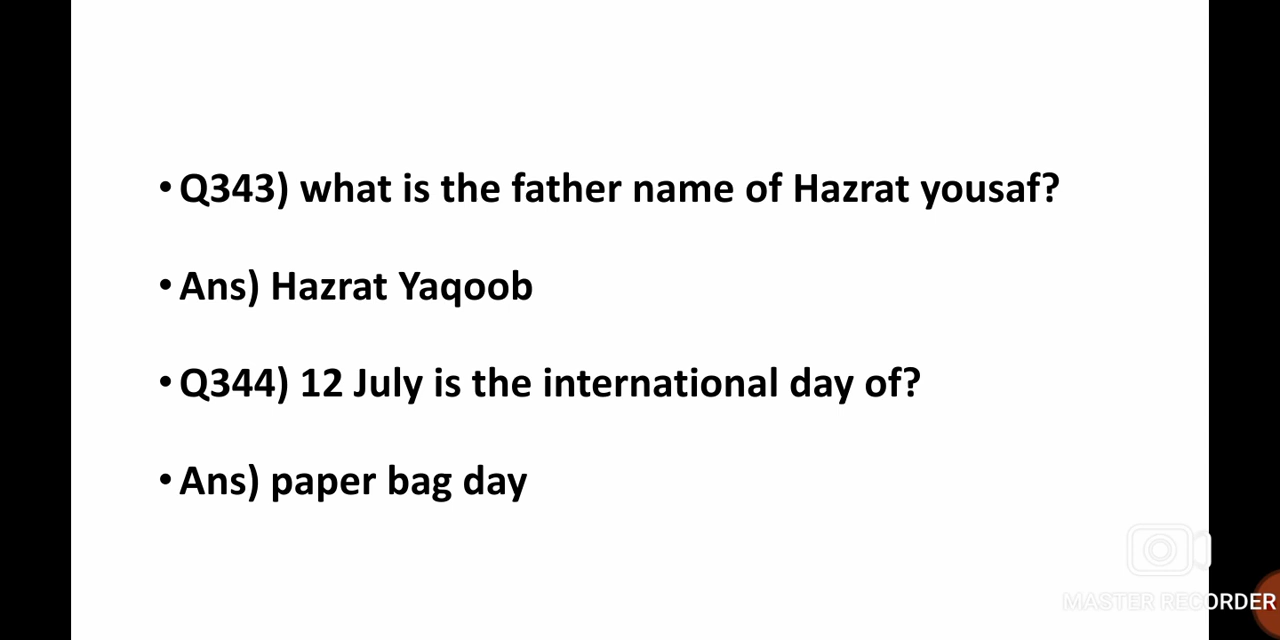 • Q343) what is the father name of Hazrat yousaf?
• Ans) Hazrat Yaqoob
• Q344) 12 July is the international day of?
• Ans) paper bag day
MASTER RECORDER